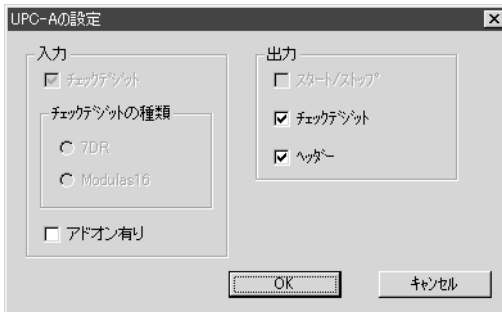 UPC-Aの設定
入力
ﾁｪｯｸﾃﾞｼﾞｯﾄ
ﾁｪｯｸﾃﾞｼﾞｯﾄの種類
7DR
Modulas16
アドオン有り
出力
ｽﾀｰﾄ/ｽﾄｯﾌﾟ
ﾁｪｯｸﾃﾞｼﾞｯﾄ
ﾍｯﾀﾞｰ
OK
ｷｬﾝｾﾙ